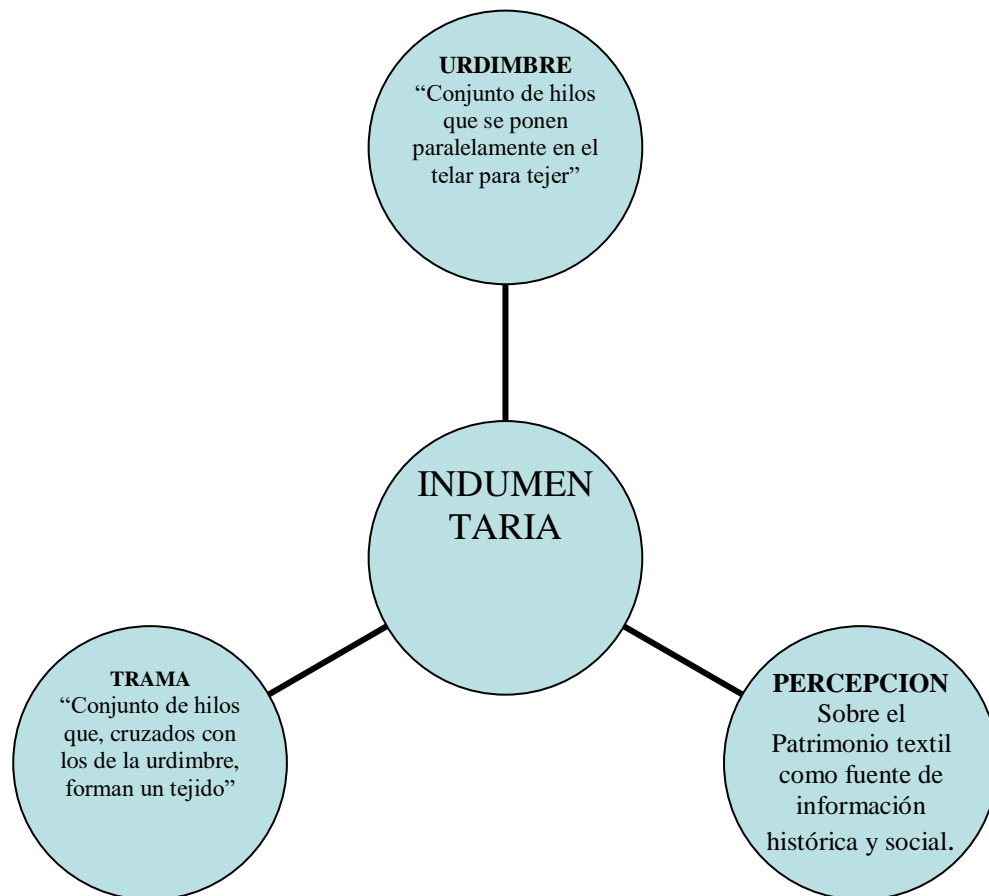 URDIMBRE
“Conjunto de hilos
que se ponen
paralelamente en el
telar para tejer”
INDUMEN
TARIA
TRAMA
“Conjunto de hilos
que, cruzados con
los de la urdimbre,
forman un tejido”
PERCEPCION
Sobre el
Patrimonio textil
como fuente de
información
histórica y social.